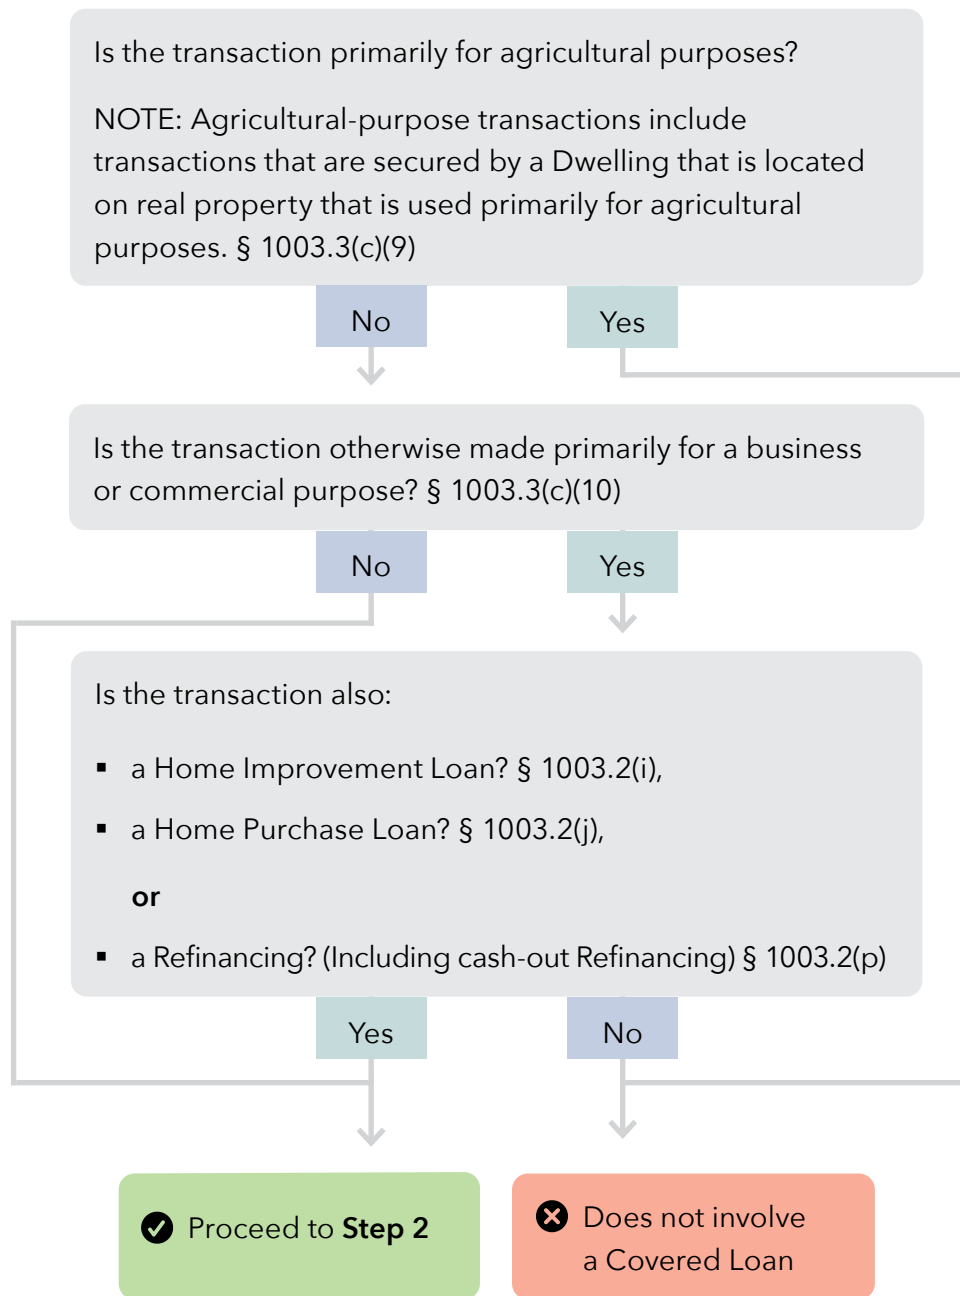 Is the transaction primarily for agricultural purposes?
NOTE: Agricultural-purpose transactions include
transactions that are secured by a Dwelling that is located
on real property that is used primarily for agricultural
purposes. § 1003.3(c)(9)
No
Yes
Is the transaction otherwise made primarily for a business
or commercial purpose? § 1003.3(c)(10)
No
Yes
Is the transaction also:
▪ a Home Improvement Loan? § 1003.2(i),
▪ a Home Purchase Loan? § 1003.2(j),
or
▪ a Refinancing? (Including cash-out Refinancing) § 1003.2(p)
Yes
No
Proceed to Step 2
Does not involve
a Covered Loan